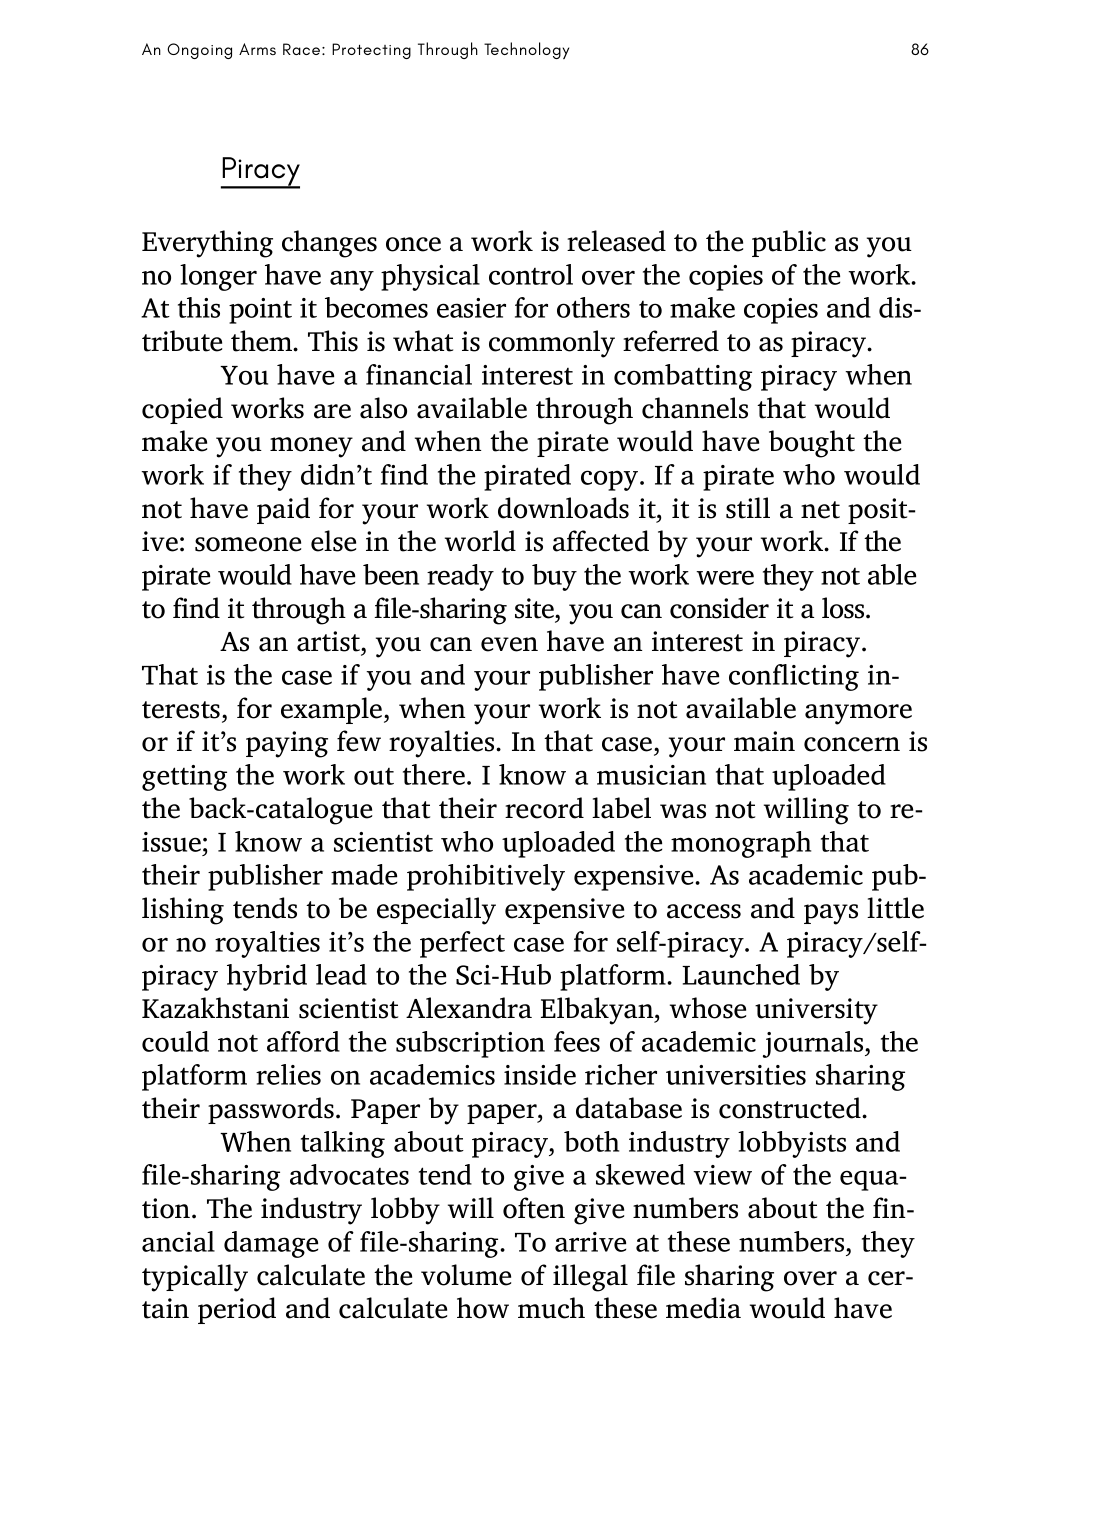 An Ongoing Arms Race: Protecting Through Technology 86
Piracy
Everything changes once a work is released to the public as you
no longer have any physical control over the copies of the work.
At this point it becomes easier for others to make copies and dis-
tribute them. This is what is commonly referred to as piracy.
You have a financial interest in combatting piracy when
copied works are also available through channels that would
make you money and when the pirate would have bought the
work if they didn’t find the pirated copy. If a pirate who would
not have paid for your work downloads it, it is still a net posit-
ive: someone else in the world is affected by your work. If the
pirate would have been ready to buy the work were they not able
to find it through a file-sharing site, you can consider it a loss.
As an artist, you can even have an interest in piracy.
That is the case if you and your publisher have conflicting in-
terests, for example, when your work is not available anymore
or if it’s paying few royalties. In that case, your main concern is
getting the work out there. I know a musician that uploaded
the back-catalogue that their record label was not willing to re-
issue; I know a scientist who uploaded the monograph that
their publisher made prohibitively expensive. As academic pub-
lishing tends to be especially expensive to access and pays little
or no royalties it’s the perfect case for self-piracy. A piracy/self-
piracy hybrid lead to the Sci-Hub platform. Launched by
Kazakhstani scientist Alexandra Elbakyan, whose university
could not afford the subscription fees of academic journals, the
platform relies on academics inside richer universities sharing
their passwords. Paper by paper, a database is constructed.
When talking about piracy, both industry lobbyists and
file-sharing advocates tend to give a skewed view of the equa-
tion. The industry lobby will often give numbers about the fin-
ancial damage of file-sharing. To arrive at these numbers, they
typically calculate the volume of illegal file sharing over a cer-
tain period and calculate how much these media would have